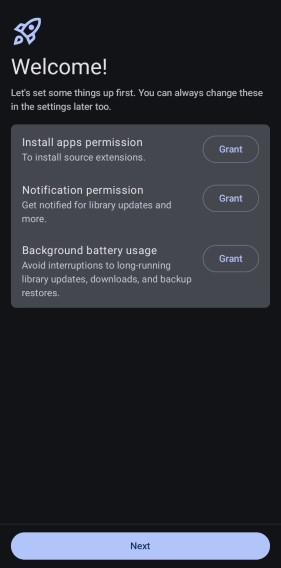 Welcome!
Let's set some things up first. You can always change these
in the settings later too.
Install apps permission
To install source extensions.
Grant
Notification permission
Get notified for library updates and
more.
Grant
Background battery usage
Avoid interruptions to long-running
library updates, downloads, and backup
restores.
Grant
Next